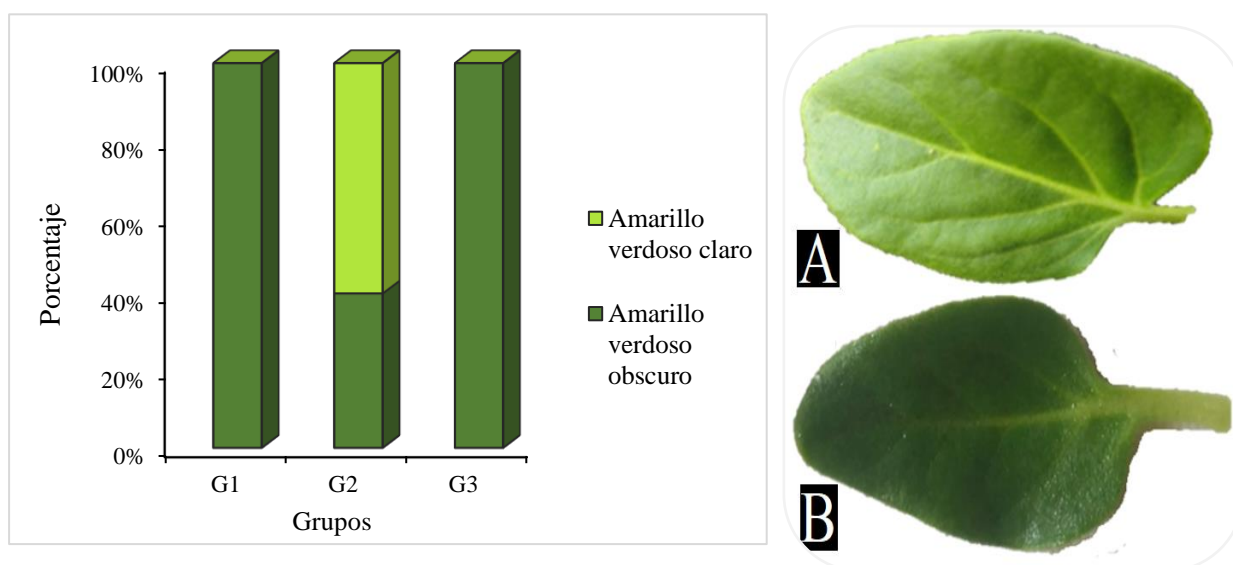 100%
80%
60%
40%
20%
0%
Porcentaje
G1 G2 G3
Grupos
Amarillo
verdoso claro
Amarillo
verdoso
obscuro
A
B